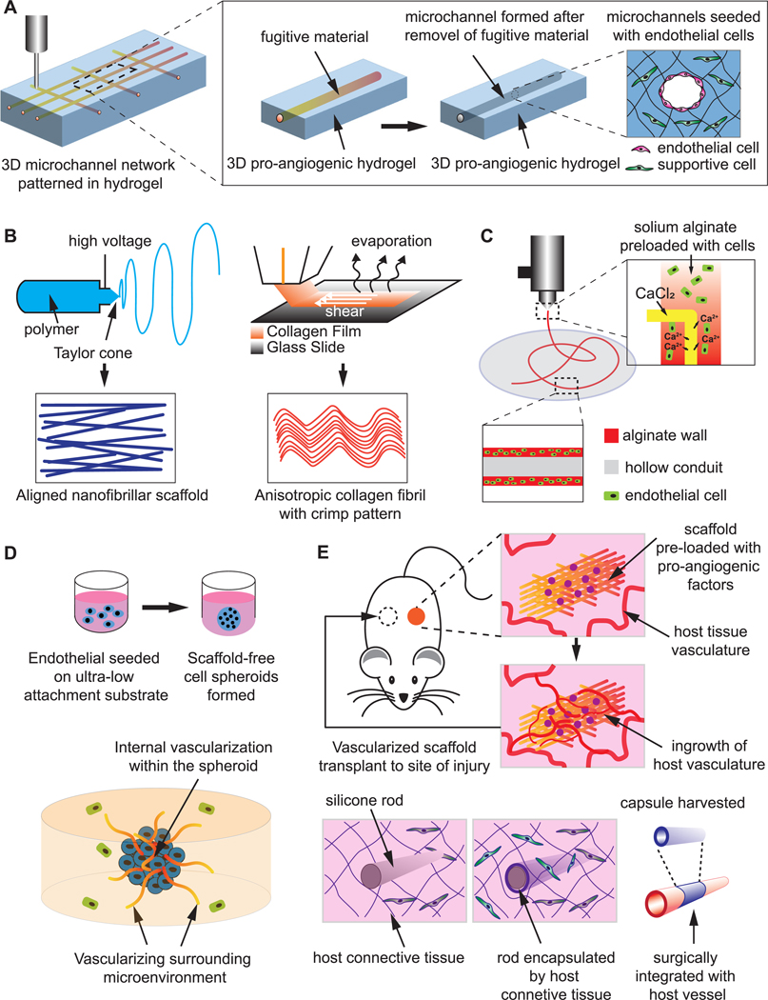 A
3D microchannel network
patterned in hydrogel
fugitive material
3D pro-angiogenic hydrogel
microchannel formed after
removel of fugitive material
3D pro-angiogenic hydrogel
microchannels seeded
with endothelial cells
endothelial cell
supportive cell
B
high voltage
polymer
Taylor cone
Aligned nanofibrillar scaffold
evaporation
shear
Collagen Film
Glass Slide
Anisotropic collagen fibril
with crimp pattern
C
solium alginate
preloaded with cells
CaCl₂
Ca²⁺
Ca²⁺
Ca²⁺
Ca²⁺
Ca²⁺
alginate wall
hollow conduit
endothelial cell
D
Endothelial seeded
on ultra-low
attachment substrate
Scaffold-free
cell spheroids
formed
Internal vascularization
within the spheroid
Vascularizing surrounding
microenvironment
E
scaffold
pre-loaded with
pro-angiogenic
factors
host tissue
vasculature
ingrowth of
host vasculature
Vascularized scaffold
transplant to site of injury
silicone rod
host connective tissue
rod encapsulated
by host
connetive tissue
capsule harvested
surgically
integrated with
host vessel